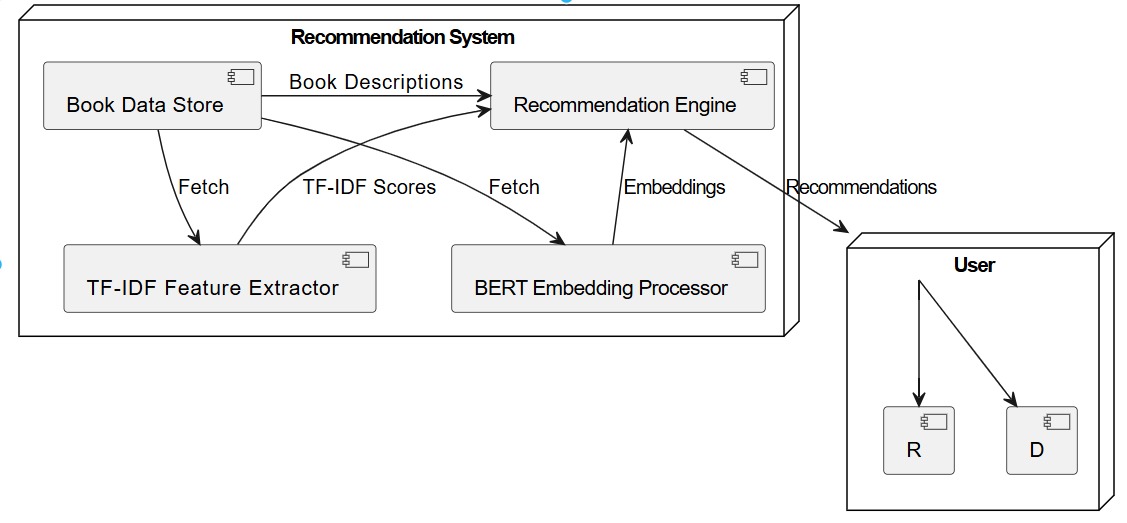 Recommendation System
Book Data Store
Book Descriptions
Recommendation Engine
Fetch
TF-IDF Scores
Fetch
Embeddings
Recommendations
TF-IDF Feature Extractor
BERT Embedding Processor
User
R
D